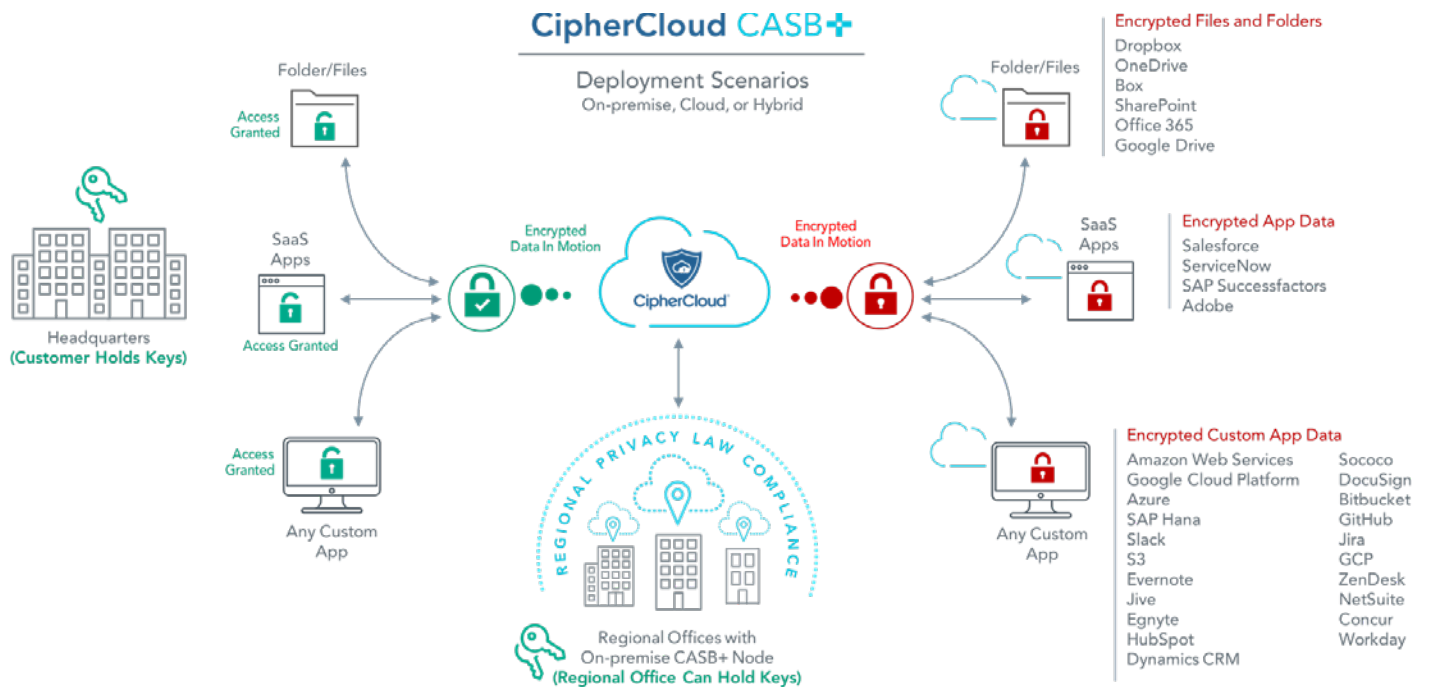 CipherCloud CASB+
Deployment Scenarios
On-premise, Cloud, or Hybrid
Folder/Files
Access
Granted
Headquarters
(Customer Holds Keys)
SaaS
Apps
Access Granted
Access
Granted
Any Custom
App
Encrypted
Data In Motion
CipherCloud
Encrypted
Data In Motion
REGIONAL PRIVACY LAW COMPLIANCE
Regional Offices with
On-premise CASB+ Node
(Regional Office Can Hold Keys)
Folder/Files
Encrypted Files and Folders
Dropbox
OneDrive
Box
SharePoint
Office 365
Google Drive
SaaS
Apps
Encrypted App Data
Salesforce
ServiceNow
SAP Successfactors
Adobe
Any Custom
App
Encrypted Custom App Data
Amazon Web Services
Google Cloud Platform
Azure
SAP Hana
Slack
S3
Evernote
Jive
Egnyte
HubSpot
Dynamics CRM
Sococo
DocuSign
Bitbucket
GitHub
Jira
GCP
ZenDesk
NetSuite
Concur
Workday